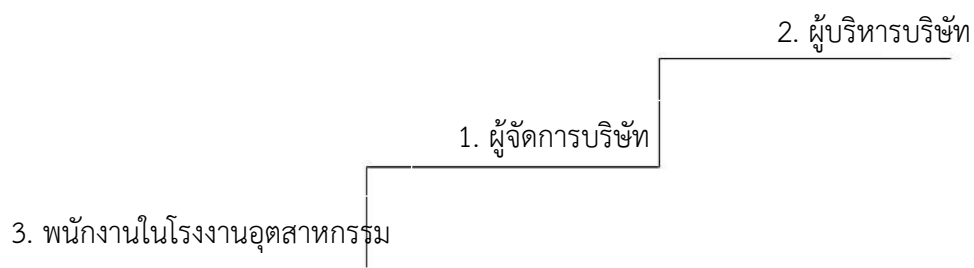 2. ผู้บริหารบริษัท
1. ผู้จัดการบริษัท
3. พนักงานในโรงงานอุตสาหกรรม